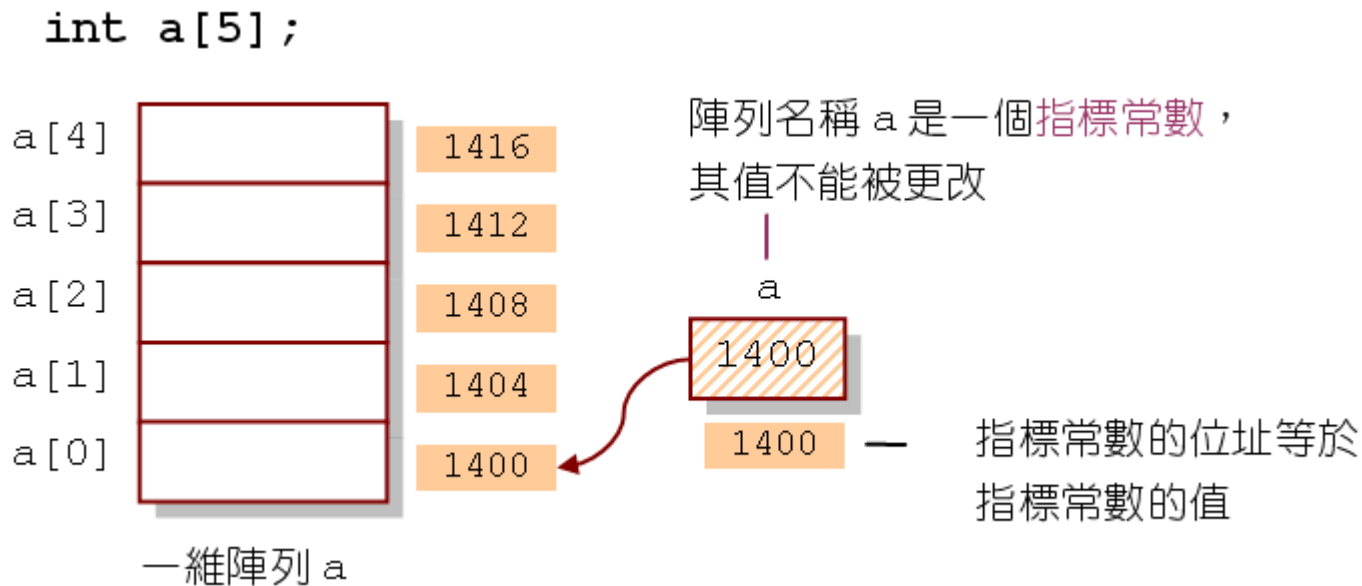 int a[5];
陣列名稱 a 是一個指標常數，
其值不能被更改
a[4]
1416
a[3]
1412
a[2]
1408
a[1]
1404
a[0]
1400
a
1400
1400
指標常數的位址等於
指標常數的值
一維陣列 a